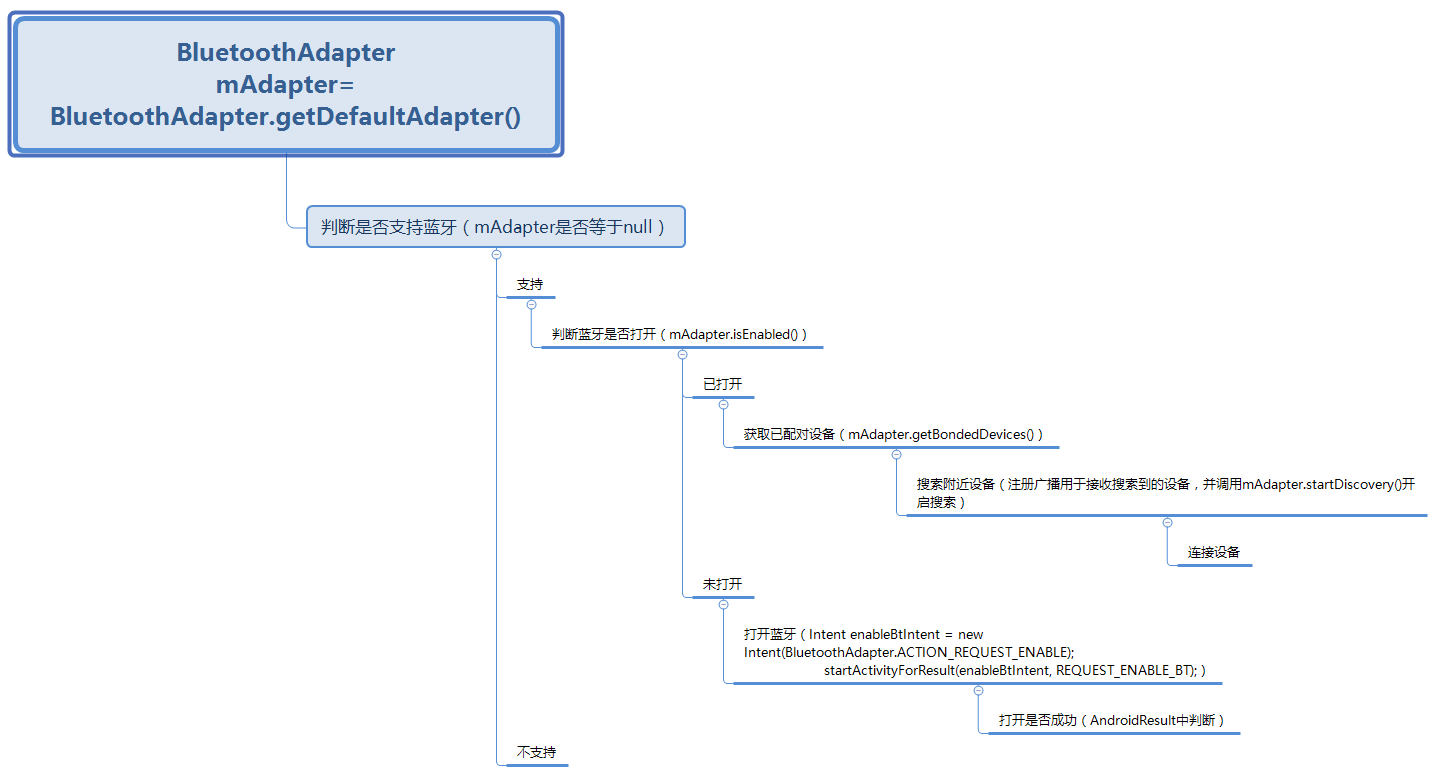 BluetoothAdapter
mAdapter=
BluetoothAdapter.getDefaultAdapter()
判断是否支持蓝牙（mAdapter是否等于null）
支持
判断蓝牙是否打开（mAdapter.isEnabled()）
已打开
获取已配对设备（mAdapter.getBondedDevices()）
搜索附近设备（注册广播用于接收搜索到的设备，并调用mAdapter.startDiscovery()开
启搜索）
连接设备
未打开
打开蓝牙（Intent enableBtIntent = new
Intent(BluetoothAdapter.ACTION_REQUEST_ENABLE);
startActivityForResult(enableBtIntent, REQUEST_ENABLE_BT);）
打开是否成功（AndroidResult中判断）
不支持